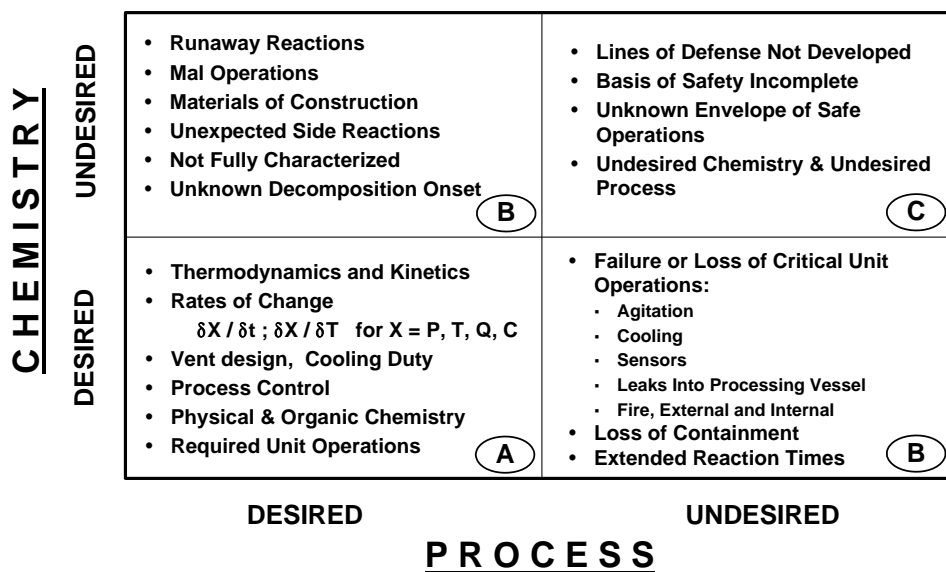 CHEMISTRY
UNDESIRED
DESIRED
• Runaway Reactions
• Mal Operations
• Materials of Construction
• Unexpected Side Reactions
• Not Fully Characterized
• Unknown Decomposition Onset
B
• Lines of Defense Not Developed
• Basis of Safety Incomplete
• Unknown Envelope of Safe
Operations
• Undesired Chemistry & Undesired
Process
C
• Thermodynamics and Kinetics
• Rates of Change
δX / δt ; δX / δT for X = P, T, Q, C
• Vent design, Cooling Duty
• Process Control
• Physical & Organic Chemistry
• Required Unit Operations
A
• Failure or Loss of Critical Unit
Operations:
▪ Agitation
▪ Cooling
▪ Sensors
▪ Leaks Into Processing Vessel
▪ Fire, External and Internal
• Loss of Containment
• Extended Reaction Times
B
DESIRED
UNDESIRED
PROCESS